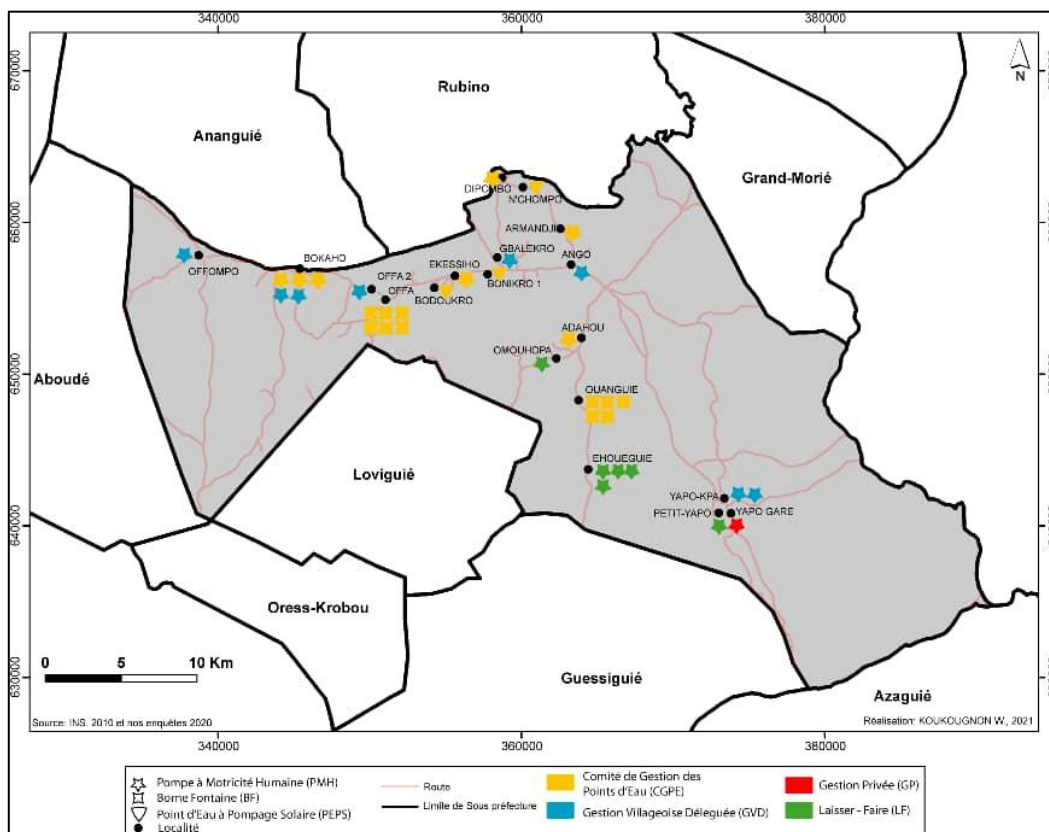 340000 360000 380000
670000
N
Rubino
Ananguié
Grand-Morié
DIPOMBO
N'CHOMPO
660000
ARMANDJI
GBALEKRO
ANGO
OFFOMPO
BOKAHO
OFFA 2
EKESSIHO
BONIKRO 1
OFFA
BODOUKRO
ADAHOU
OMOUHOPA
650000
Aboudé
OUANGUIE
Loviguié
EHOUEGUIE
YAPO-KPA
PETIT-YAPO
YAPO GARE
640000
Oress-Krobou
0 5 10 Km
Guessiguié
630000
Azaguié
Source: INS. 2010 et nos enquêtes 2020
Réalisation: KOUKOUGNON W., 2021
340000 360000 380000
Pompe à Motricité Humaine (PMH)
Borne Fontaine (BF)
Point d'Eau à Pompage Solaire (PEPS)
Localité
Route
Limite de Sous préfecture
Comité de Gestion des
Points d'Eau (CGPE)
Gestion Villageoise Déleguée (GVD)
Gestion Privée (GP)
Laisser - Faire (LF)